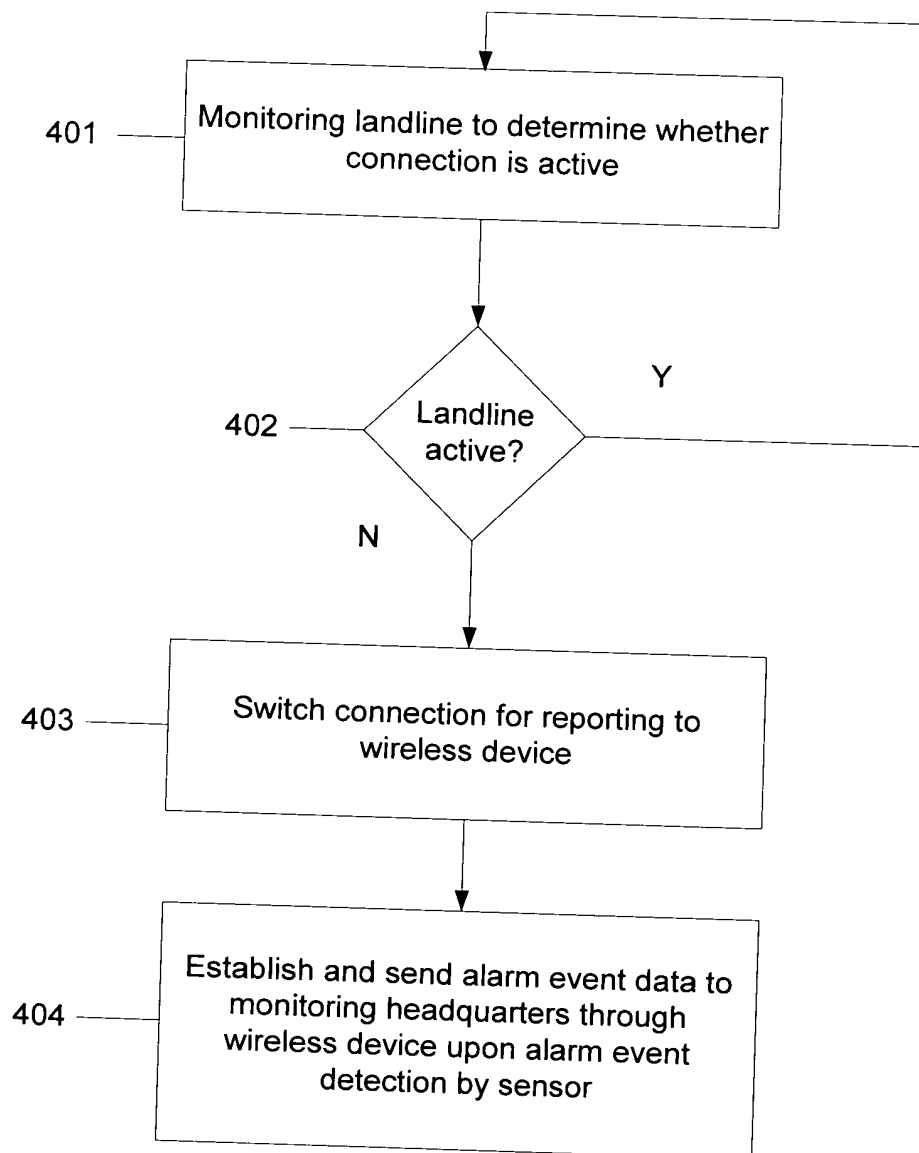 401
Monitoring landline to determine whether
connection is active
402
Landline
active?
Y
N
403
Switch connection for reporting to
wireless device
404
Establish and send alarm event data to
monitoring headquarters through
wireless device upon alarm event
detection by sensor